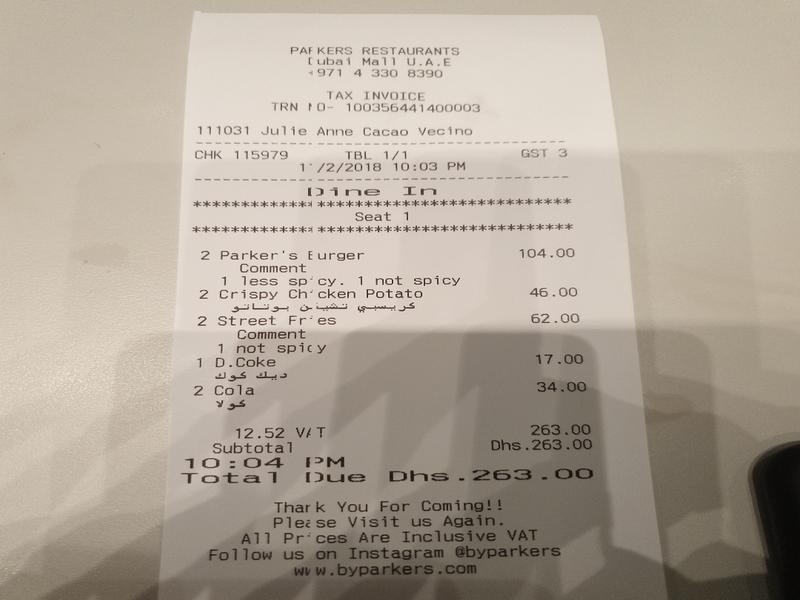 PARKERS RESTAURANTS
Dubai Mall U.A.E
+971 4 330 8390
TAX INVOICE
TRN NO- 100356441400003
111031 Julie Anne Cacao Vecino
CHK 115979 TBL 1/1 GST 3
/2/2018 10:03 PM
Dine In
****************************************
Seat 1
****************************************
2 Parker's Burger 104.00
Comment
1 less spicy. 1 not spicy
2 Crispy Chicken Potato 46.00
كريسبي تشيكن بوتاتو
2 Street Fries 62.00
Comment
1 not spicy
1 D.Coke 17.00
ديك كوك
2 Cola 34.00
كولا
12.52 VAT 263.00
Subtotal Dhs.263.00
10:04 PM
Total Due Dhs.263.00
Thank You For Coming!!
Please Visit us Again.
All Prices Are Inclusive VAT
Follow us on Instagram @byparkers
www.byparkers.com